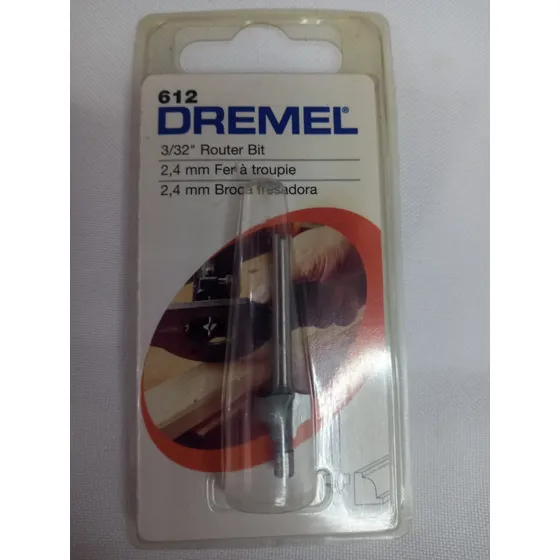 612
DREMEL®
3/32" Router Bit
2,4 mm Fer à troupie
2,4 mm Broca fresadora